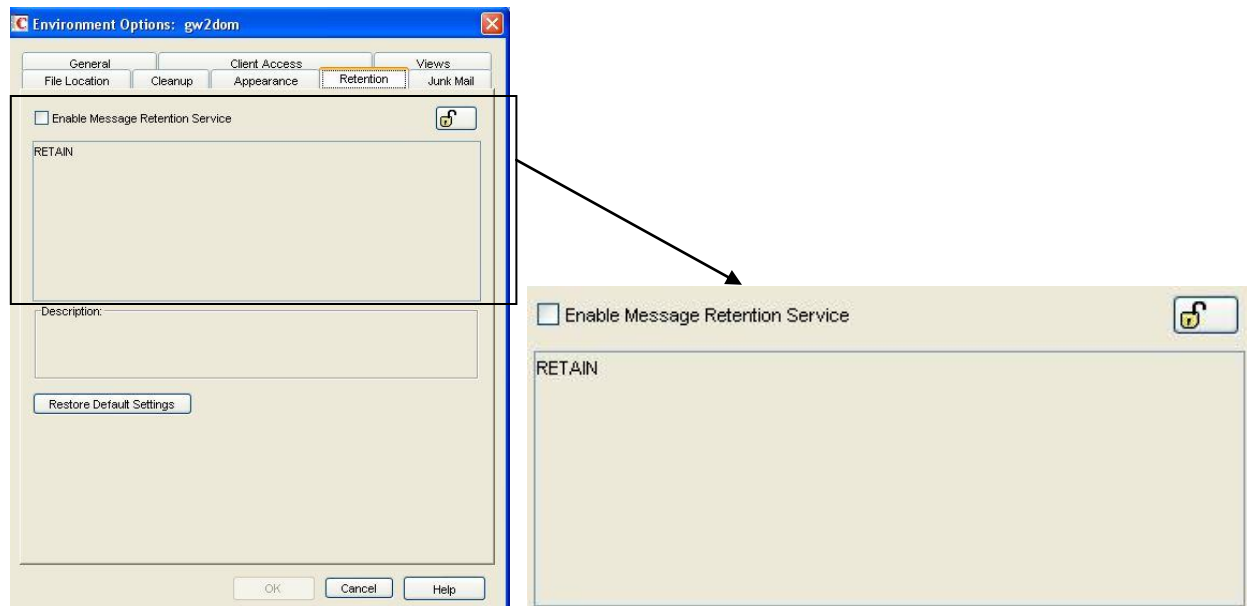 Environment Options: gw2dom
General Client Access Views
File Location Cleanup Appearance Retention Junk Mail
Enable Message Retention Service
RETAIN
Description:
Restore Default Settings
OK Cancel Help
Enable Message Retention Service
RETAIN